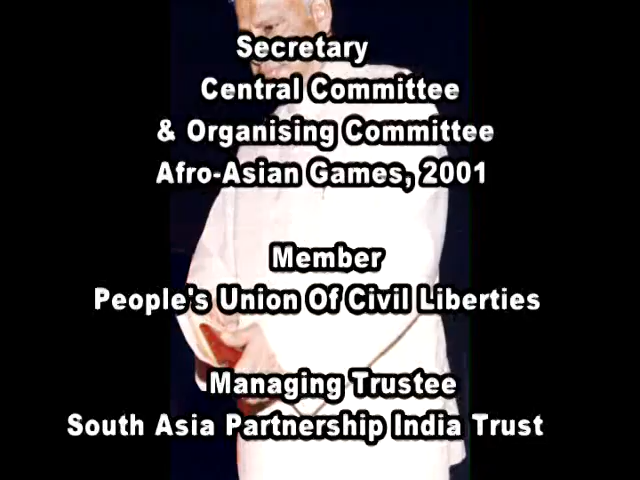 Secretary
Central Committee
& Organising Committee
Afro-Asian Games, 2001
Member
People's Union Of Civil Liberties
Managing Trustee
South Asia Partnership India Trust